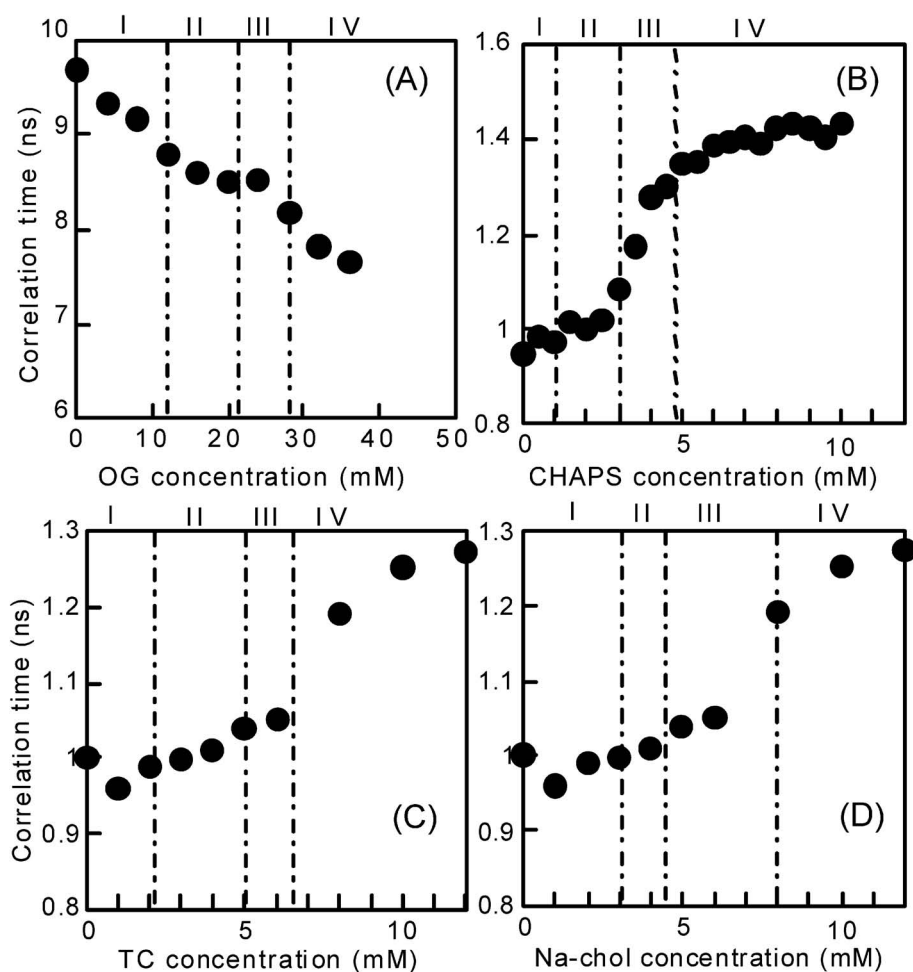 I II III IV
10
(A)
9
8
7
6
Correlation time (ns)
0 10 20 30 40 50
OG concentration (mM)
I II III IV
1.6
(B)
1.4
1.2
1
0.8
0 5 10
CHAPS concentration (mM)
I II III IV
1.3
1.2
1.1
1
0.9
0.8
Correlation time (ns)
(C)
0 5 10
TC concentration (mM)
I II III IV
1.3
1.2
1.1
1
0.9
0.8
(D)
0 5 10
Na-chol concentration (mM)